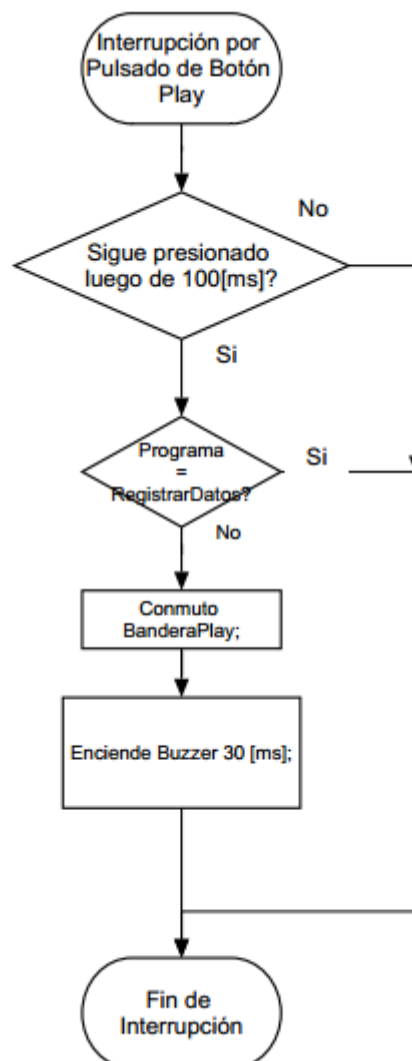 Interrupción por
Pulsado de Botón
Play
No
Sigue presionado
luego de 100[ms]?
Si
Programa
=
RegistrarDatos?
Si
No
Conmuto
BanderaPlay;
Enciende Buzzer 30 [ms];
Fin de
Interrupción